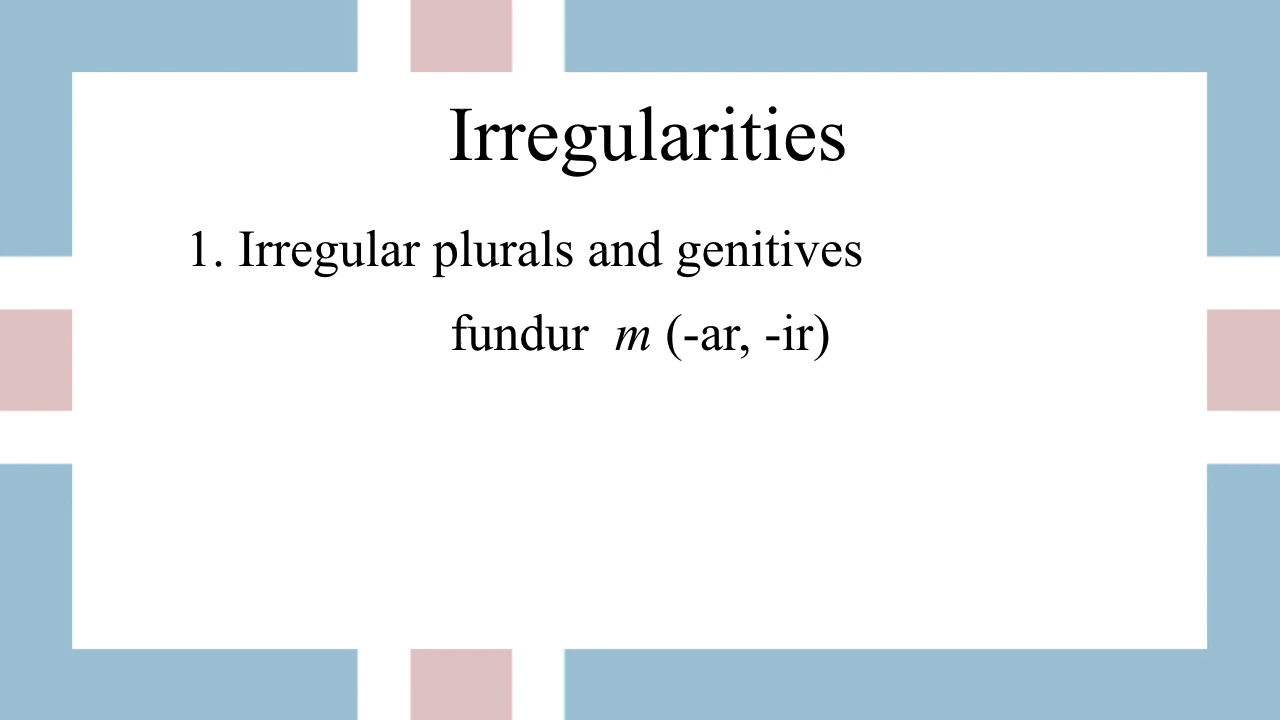 Irregularities
1. Irregular plurals and genitives
fundur m (-ar, -ir)